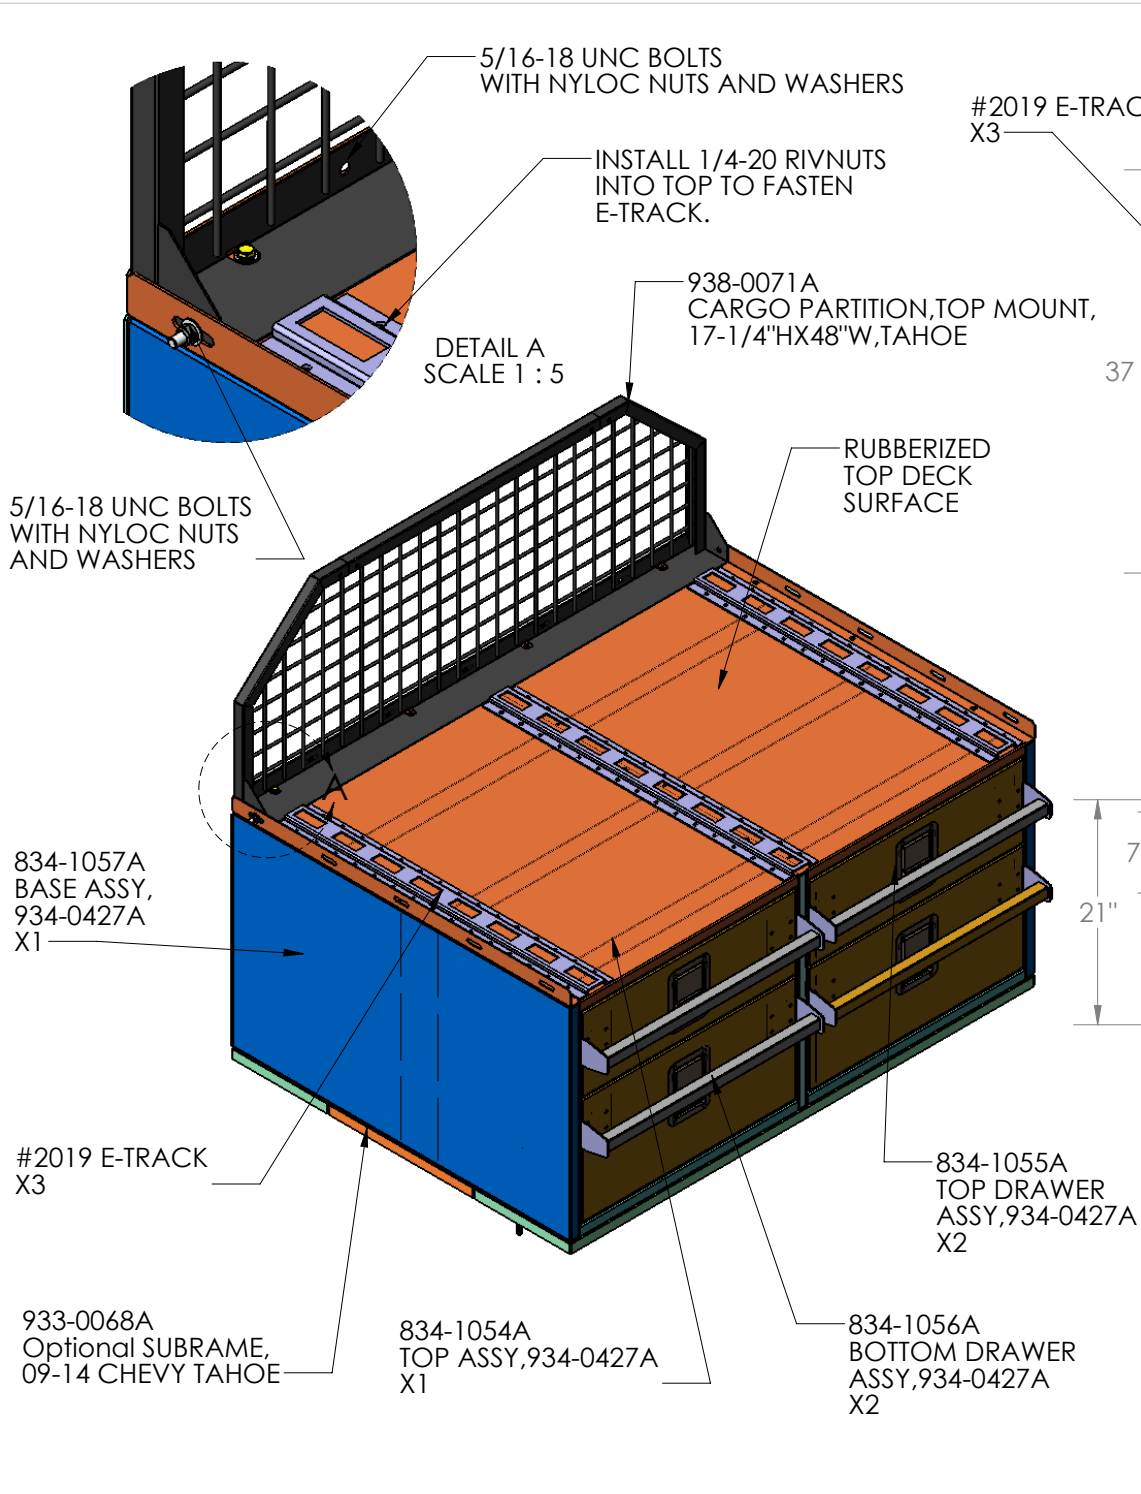 5/16-18 UNC BOLTS
WITH NYLOC NUTS AND WASHERS
#2019 E-TRAC
X3
INSTALL 1/4-20 RIVNUTS
INTO TOP TO FASTEN
E-TRACK.
938-0071A
CARGO PARTITION,TOP MOUNT,
17-1/4"HX48"W,TAHOE
DETAIL A
SCALE 1 : 5
37
RUBBERIZED
TOP DECK
SURFACE
5/16-18 UNC BOLTS
WITH NYLOC NUTS
AND WASHERS
A
834-1057A
BASE ASSY,
934-0427A
X1
7
21"
#2019 E-TRACK
X3
834-1055A
TOP DRAWER
ASSY,934-0427A
X2
933-0068A
Optional SUBRAME,
09-14 CHEVY TAHOE
834-1054A
TOP ASSY,934-0427A
X1
834-1056A
BOTTOM DRAWER
ASSY,934-0427A
X2